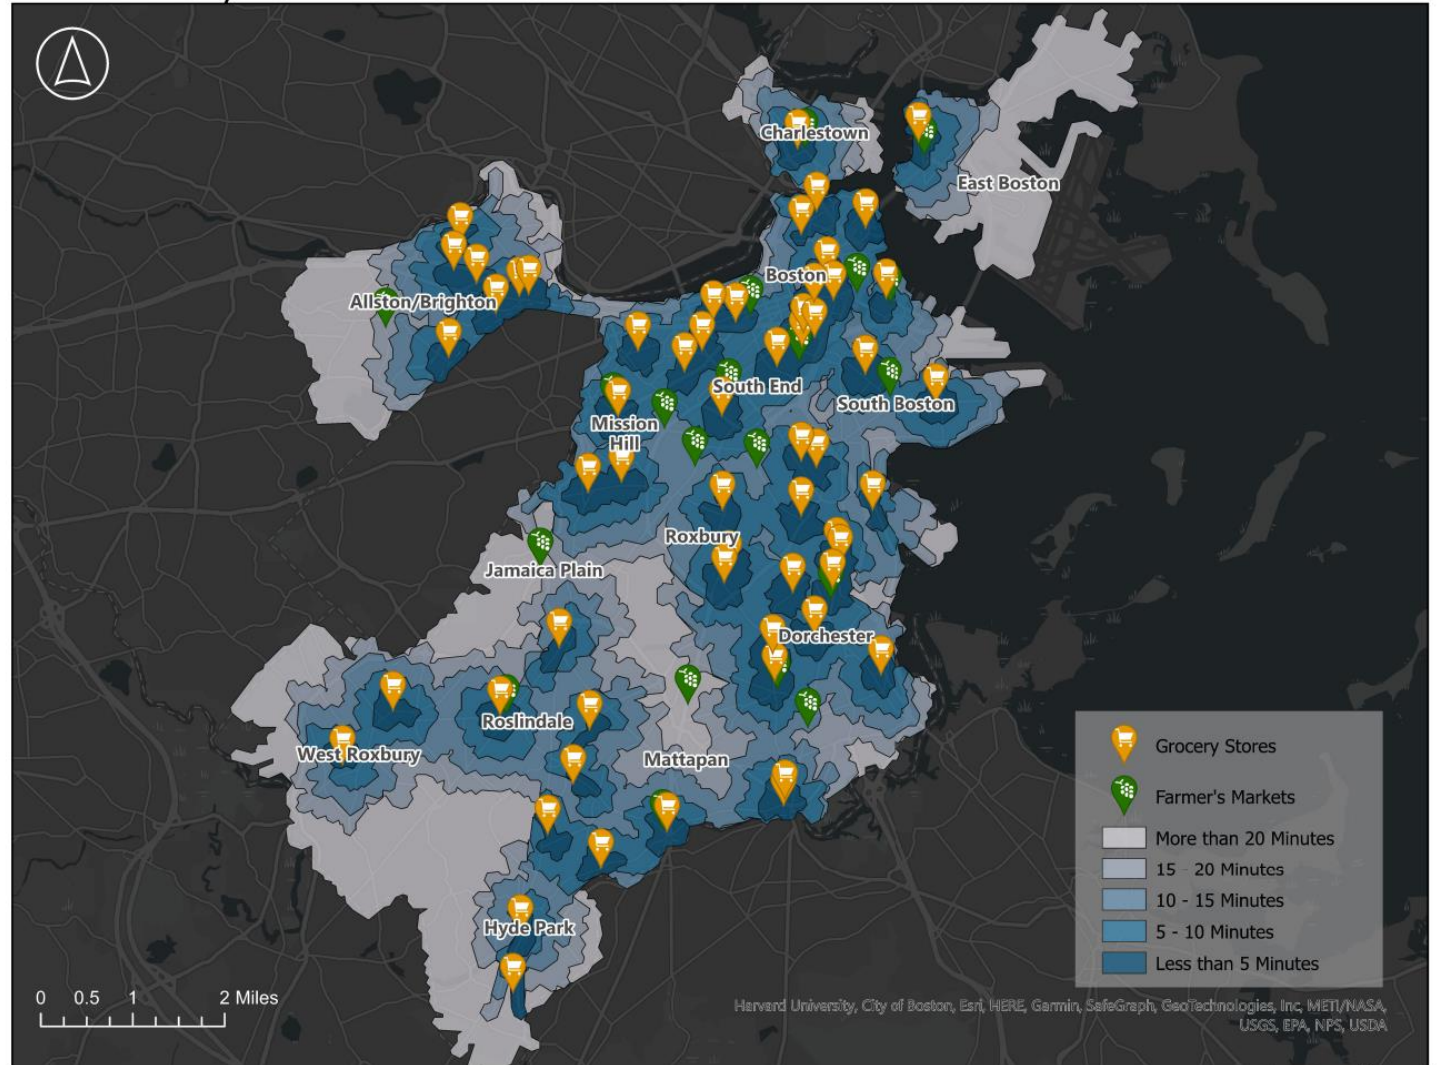 Charlestown
East Boston
Boston
Allston/Brighton
South End
South Boston
Mission
Hill
Roxbury
Jamaica Plain
Dorchester
Roslindale
West Roxbury
Mattapan
Hyde Park
Grocery Stores
Farmer's Markets
More than 20 Minutes
15 - 20 Minutes
10 - 15 Minutes
5 - 10 Minutes
Less than 5 Minutes
0 0.5 1 2 Miles
Harvard University, City of Boston, Esri, HERE, Garmin, SafeGraph, GeoTechnologies, Inc, METI/NASA,
USGS, EPA, NPS, USDA